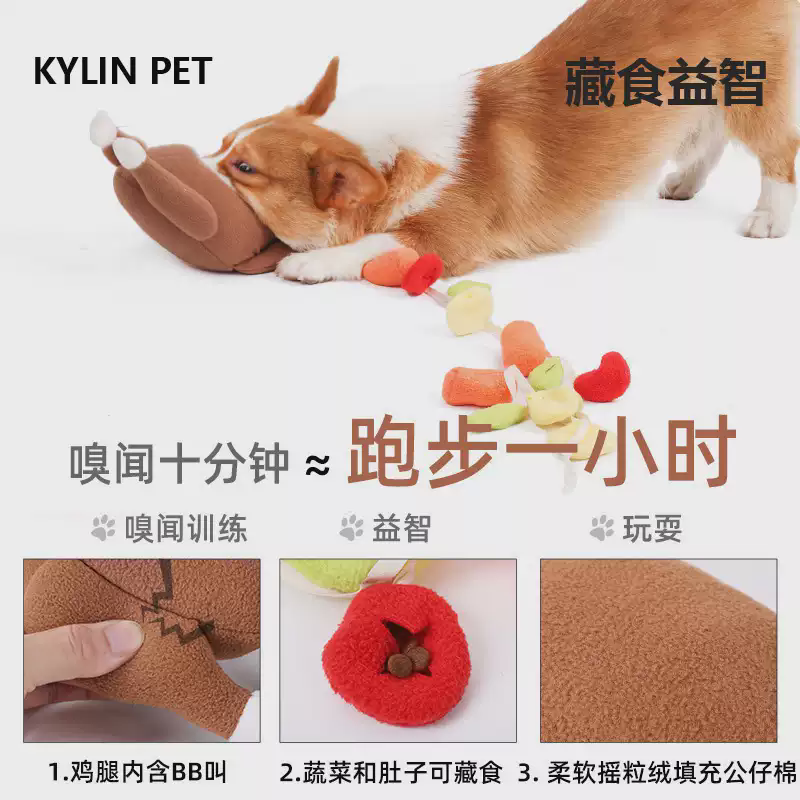 KYLIN PET
藏食益智
嗅闻十分钟 ≈ 跑步一小时
嗅闻训练
益智
玩耍
1.鸡腿内含BB叫
2.蔬菜和肚子可藏食
3. 柔软摇粒绒填充公仔棉